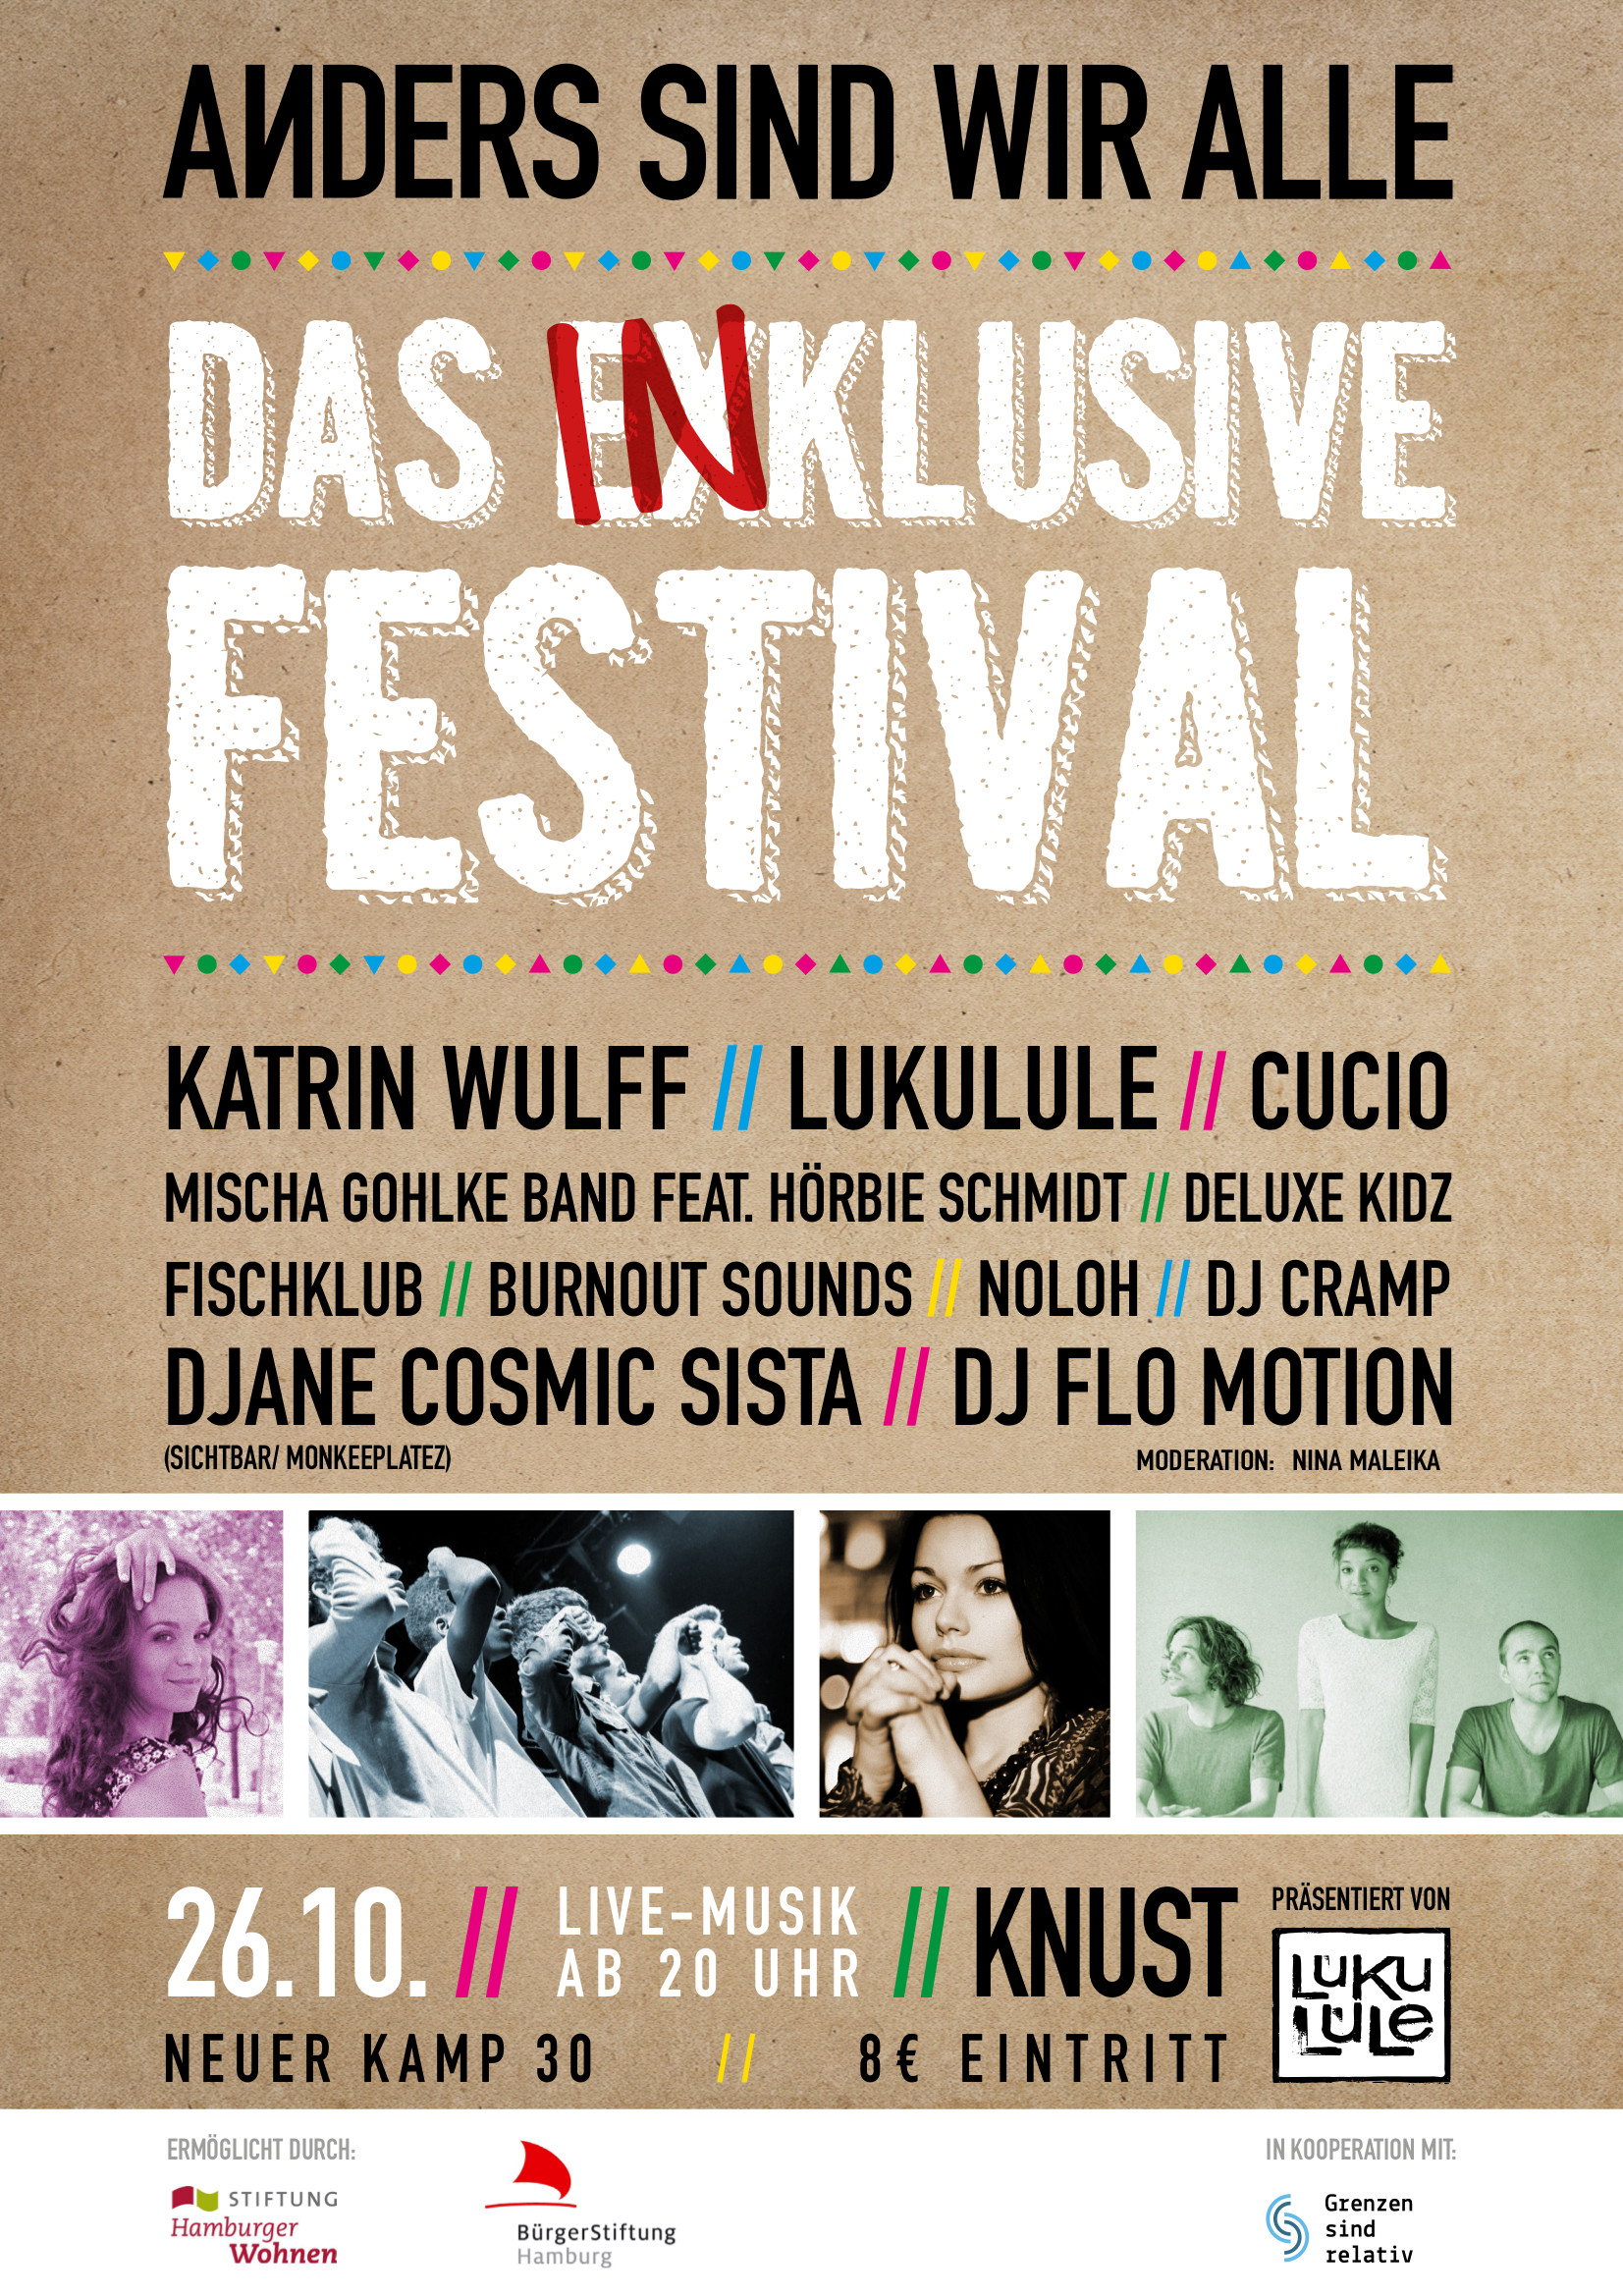 ANDERS SIND WIR ALLE
DAS INKLUSIVE
FESTIVAL
KATRIN WULFF // LUKULULE // CUCIO
MISCHA GOHLKE BAND FEAT. HÖRBIE SCHMIDT // DELUXE KIDZ
FISCHKLUB // BURNOUT SOUNDS // NOLOH // DJ CRAMP
DJANE COSMIC SISTA // DJ FLO MOTION
(SICHTBAR/ MONKEEPLATEZ)
MODERATION: NINA MALEIKA
26.10. // LIVE-MUSIK AB 20 UHR // KNUST
NEUER KAMP 30 // 8€ EINTRITT
PRÄSENTIERT VON
LUKU
LULE
ERMÖGLICHT DURCH:
STIFTUNG
Hamburger
Wohnen
BürgerStiftung
Hamburg
IN KOOPERATION MIT:
Grenzen
sind
relativ